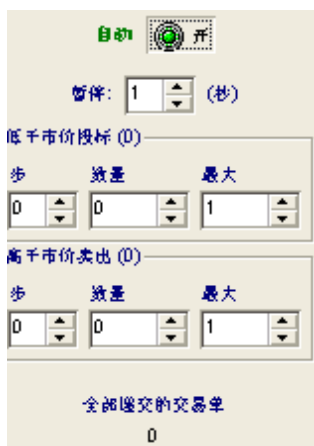 自动 开
暂停: 1 (秒)
低于市价投标 (0)
步 数量 最大
0 0 1
高于市价卖出 (0)
步 数量 最大
0 0 1
全部递交的交易单
0